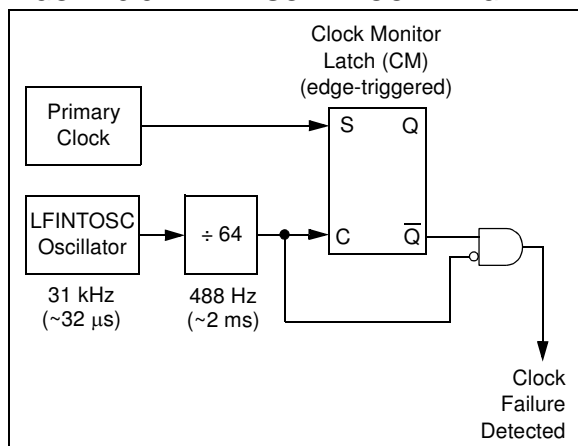 Clock Monitor
Latch (CM)
(edge-triggered)
Primary
Clock
S Q
LFINTOSC
Oscillator
÷ 64
C Q̅
31 kHz
(~32 μs)
488 Hz
(~2 ms)
Clock
Failure
Detected